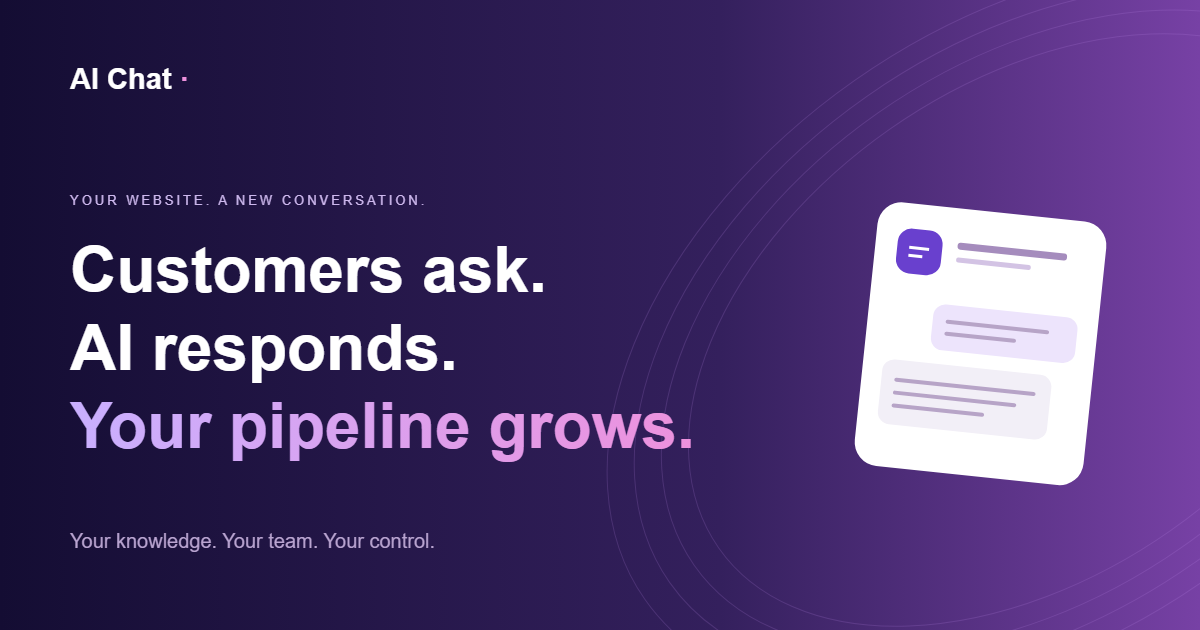 AI Chat ·
YOUR WEBSITE. A NEW CONVERSATION.
Customers ask.
AI responds.
Your pipeline grows.
Your knowledge. Your team. Your control.